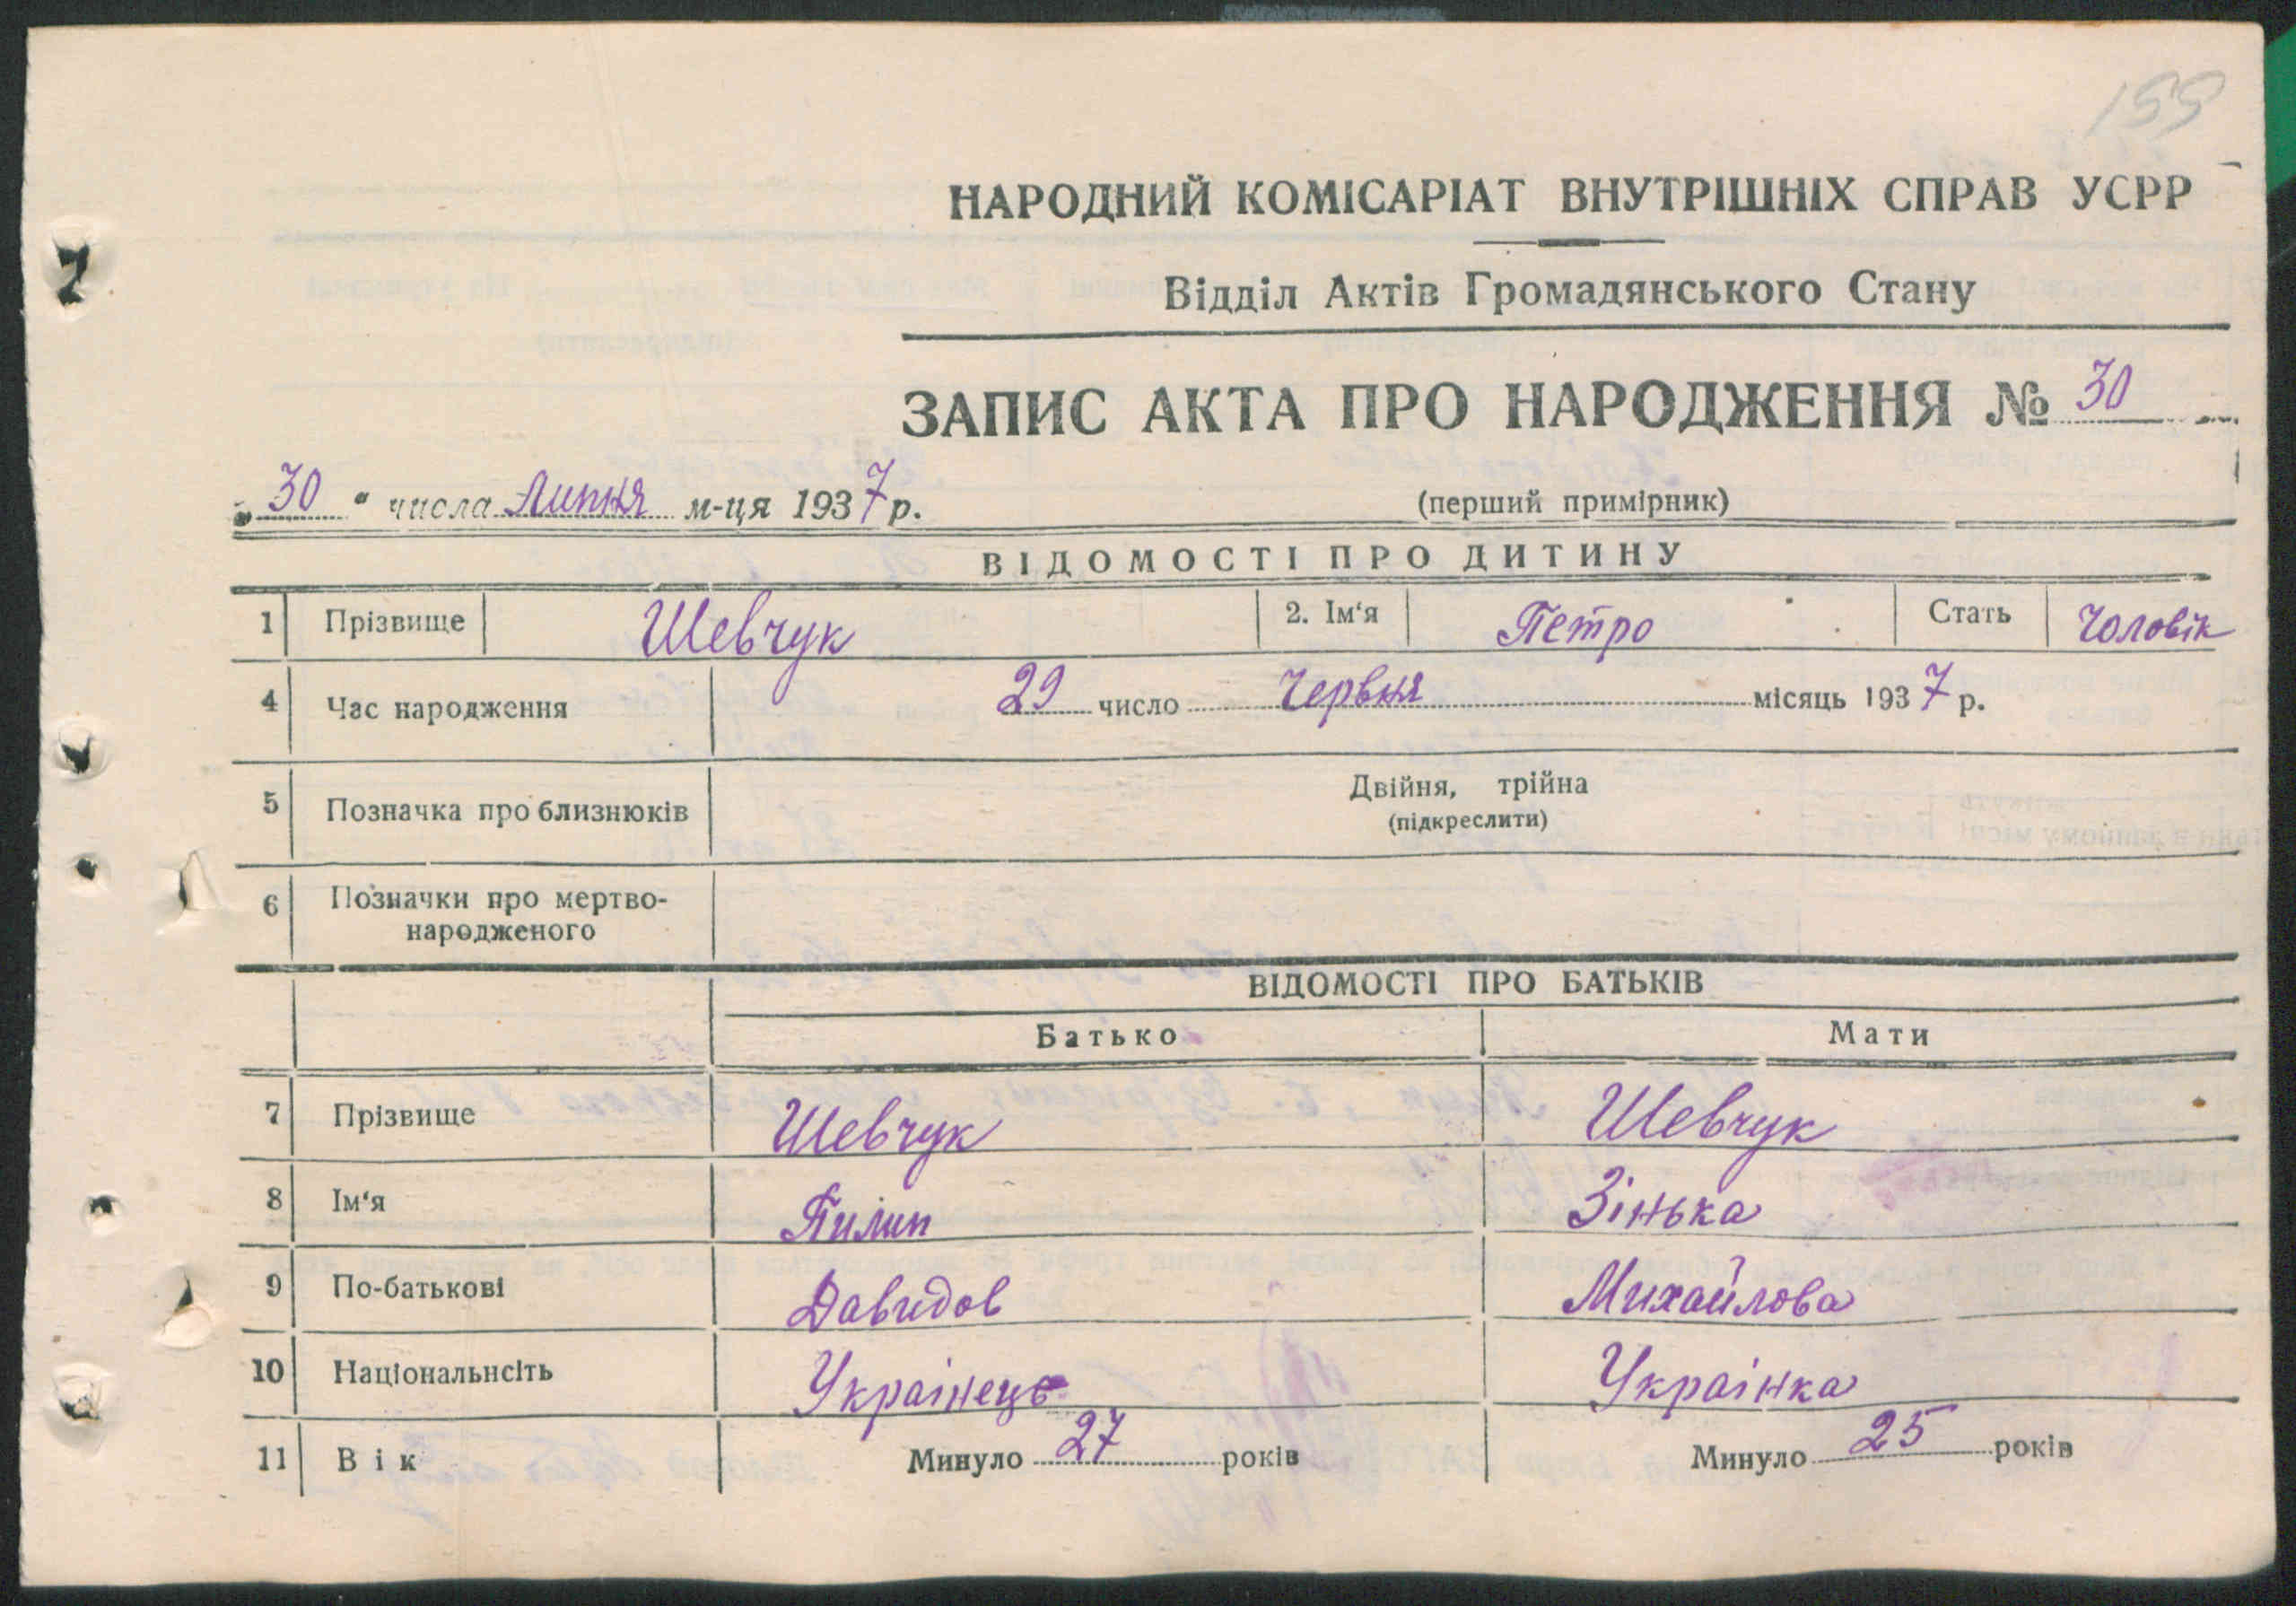 155
НАРОДНИЙ КОМІСАРІАТ ВНУТРІШНІХ СПРАВ УСРР
Відділ Актів Громадянського Стану
ЗАПИС АКТА ПРО НАРОДЖЕННЯ № 30
„30“ числа Липня м-ця 1937 р.
(перший примірник)
ВІДОМОСТІ ПРО ДИТИНУ
1 Прізвище Шевчук 2. Ім‘я Петро Стать Чоловік
4 Час народження 29 число Червня місяць 1937 р.
5 Позначка про близнюків Двійня, трійна
(підкреслити)
6 Позначки про мертво-
народженого
ВІДОМОСТІ ПРО БАТЬКІВ
Батько Мати
7 Прізвище Шевчук Шевчук
8 Ім‘я Пилип Зінька
9 По-батькові Давидов Михайлова
10 Національнсіть Украінець Украінка
11 Вік Минуло 27 років Минуло 25 років